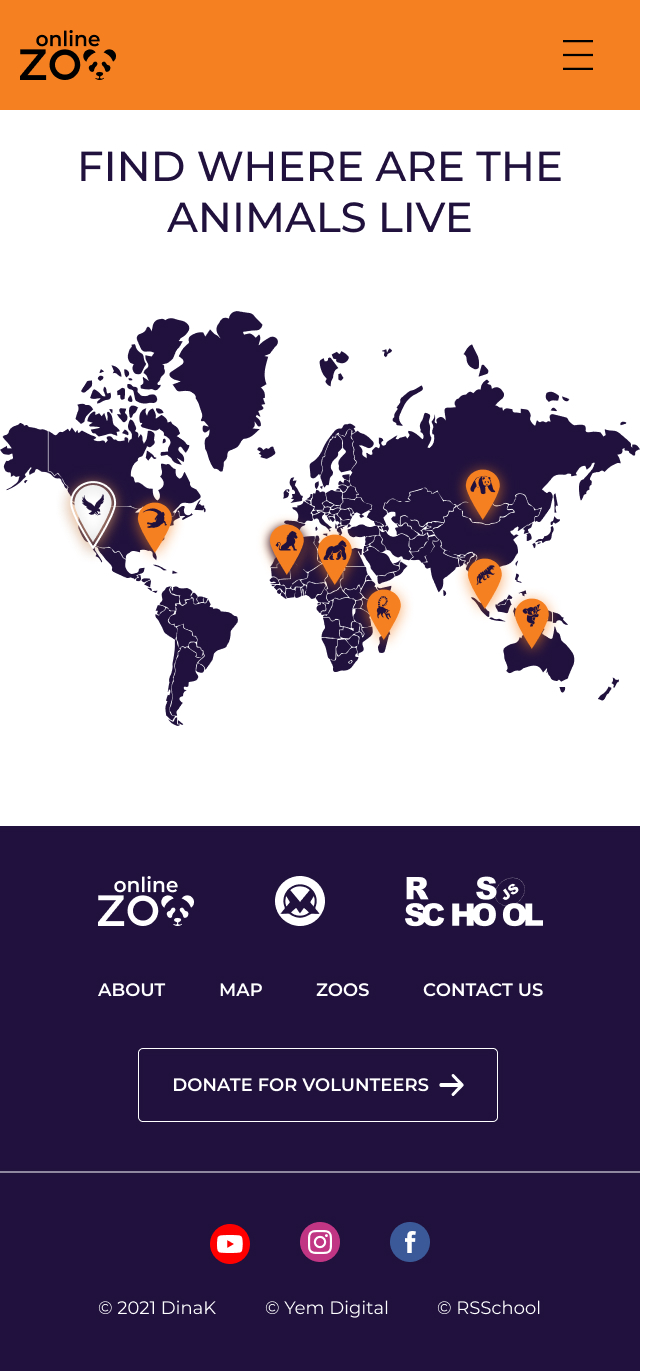 online
ZOO
FIND WHERE ARE THE
ANIMALS LIVE
online
ZOO
RS
JS
SCHOOL
ABOUT MAP ZOOS CONTACT US
DONATE FOR VOLUNTEERS
© 2021 DinaK © Yem Digital © RSSchool